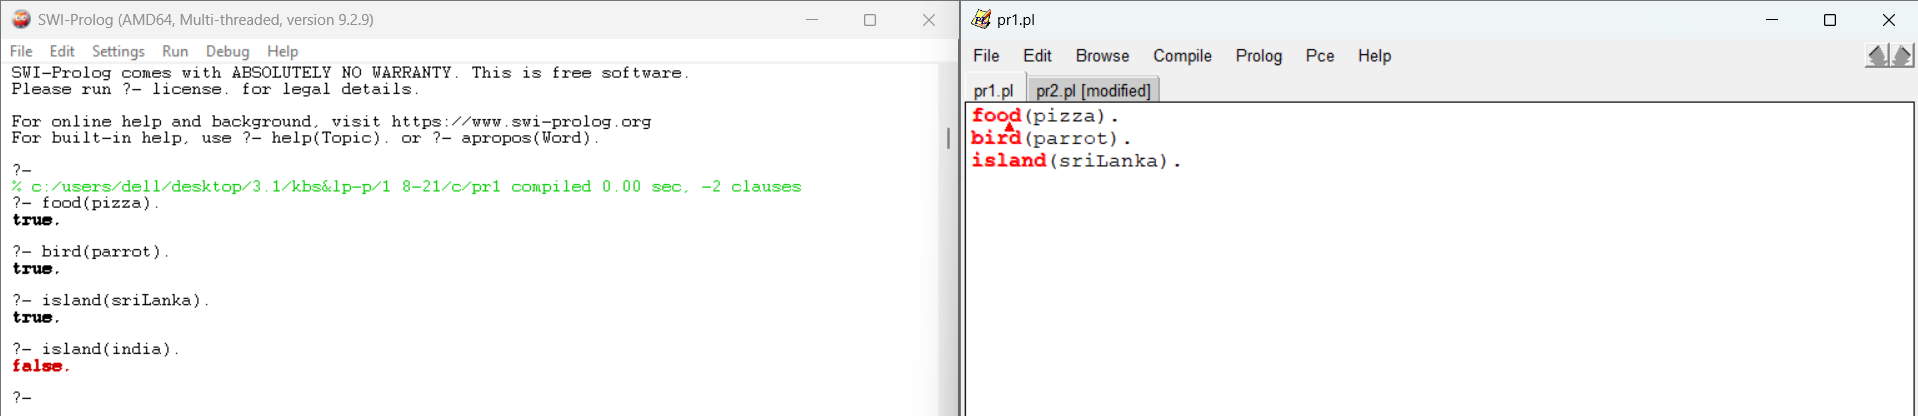 SWI-Prolog (AMD64, Multi-threaded, version 9.2.9)
File Edit Settings Run Debug Help
SWI-Prolog comes with ABSOLUTELY NO WARRANTY. This is free software.
Please run ?- license. for legal details.
For online help and background, visit https://www.swi-prolog.org
For built-in help, use ?- help(Topic). or ?- apropos(Word).
?-
% c:/users/dell/desktop/3.1/kbs&lp-p/1 8-21/c/pr1 compiled 0.00 sec, -2 clauses
?- food(pizza).
true.
?- bird(parrot).
true.
?- island(sriLanka).
true.
?- island(india).
false.
?-
pr1.pl
File Edit Browse Compile Prolog Pce Help
pr1.pl pr2.pl [modified]
food(pizza).
bird(parrot).
island(sriLanka).